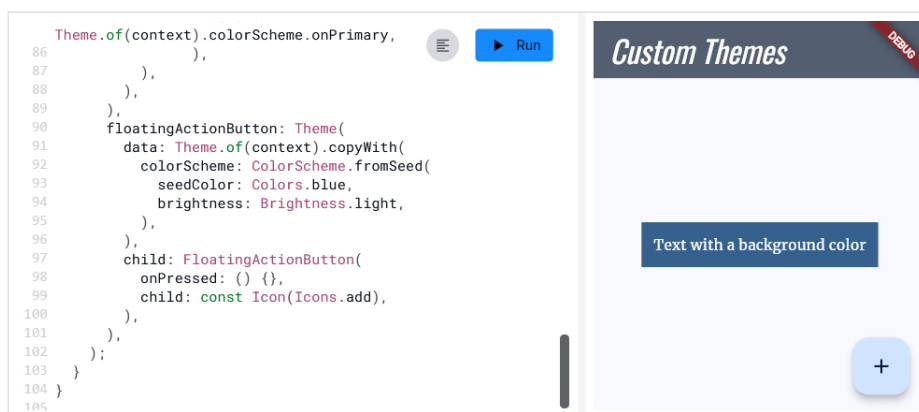 Theme.of(context).colorScheme.onPrimary,
Run
86 ),
87 ),
88 ),
89 ),
90 floatingActionButton: Theme(
91 data: Theme.of(context).copyWith(
92 colorScheme: ColorScheme.fromSeed(
93 seedColor: Colors.blue,
94 brightness: Brightness.light,
95 ),
96 ),
97 child: FloatingActionButton(
98 onPressed: () {},
99 child: const Icon(Icons.add),
100 ),
101 ),
102 );
103 }
104 }
105
Custom Themes
DEBUG
Text with a background color
+